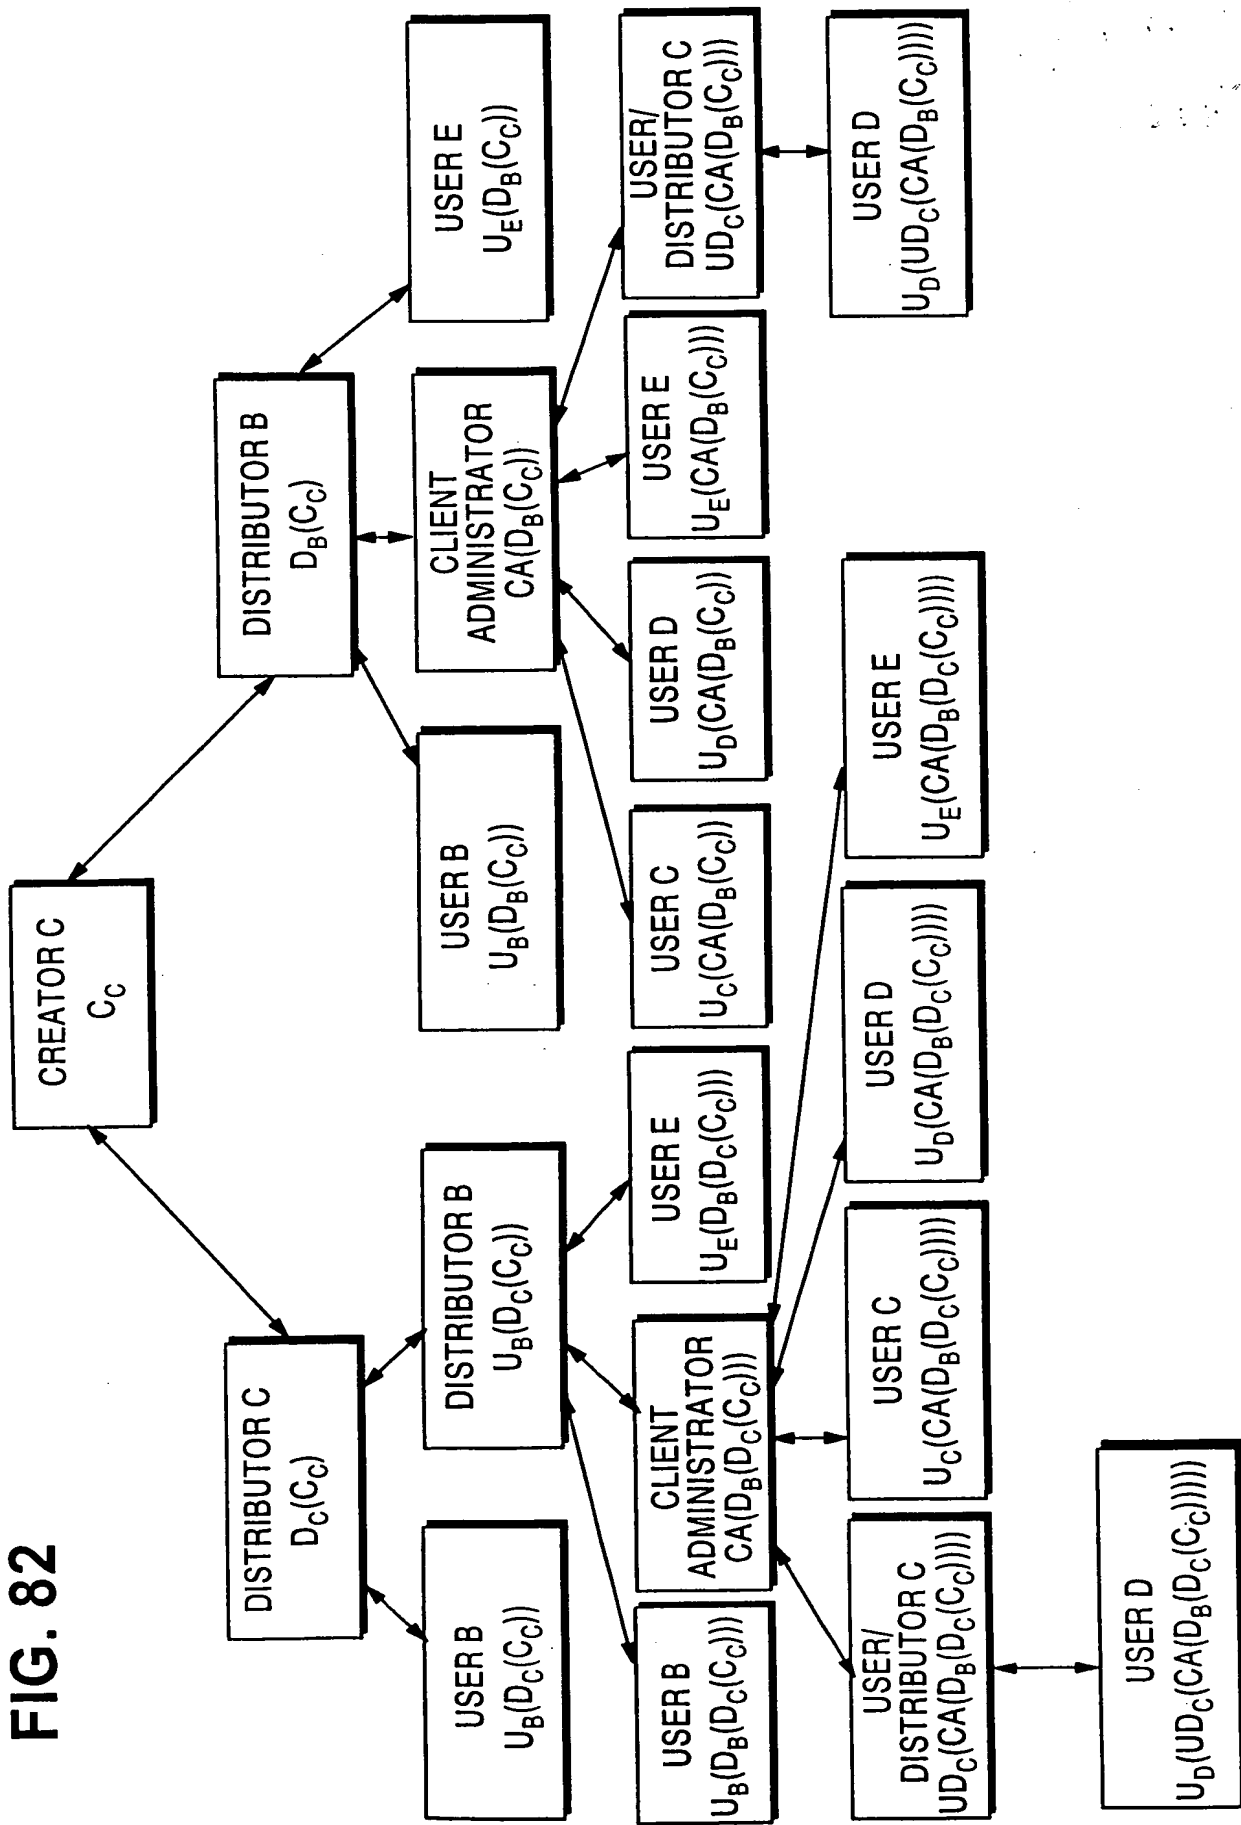 FIG. 82
CREATOR C
C_C
DISTRIBUTOR C
D_C(C_C)
DISTRIBUTOR B
D_B(C_C)
USER B
U_B(D_C(C_C))
DISTRIBUTOR B
U_B(D_C(C_C))
USER B
U_B(D_B(C_C))
CLIENT
ADMINISTRATOR
CA(D_B(C_C))
USER E
U_E(D_B(C_C))
USER B
U_B(D_B(D_C(C_C)))
CLIENT
ADMINISTRATOR
CA(D_B(D_C(C_C)))
USER E
U_E(D_B(D_C(C_C)))
USER C
U_C(CA(D_B(C_C))
USER D
U_D(CA(D_B(C_C))
USER E
U_E(CA(D_B(C_C)))
USER/
DISTRIBUTOR C
UD_C(CA(D_B(C_C)))
USER/
DISTRIBUTOR C
UD_C(CA(D_B(D_C(C_C))))
USER C
U_C(CA(D_B(D_C(C_C))))
USER D
U_D(CA(D_B(D_C(C_C))))
USER E
U_E(CA(D_B(D_C(C_C))))
USER D
U_D(UD_C(CA(D_B(C_C))))
USER D
U_D(UD_C(CA(D_B(D_C(C_C)))))